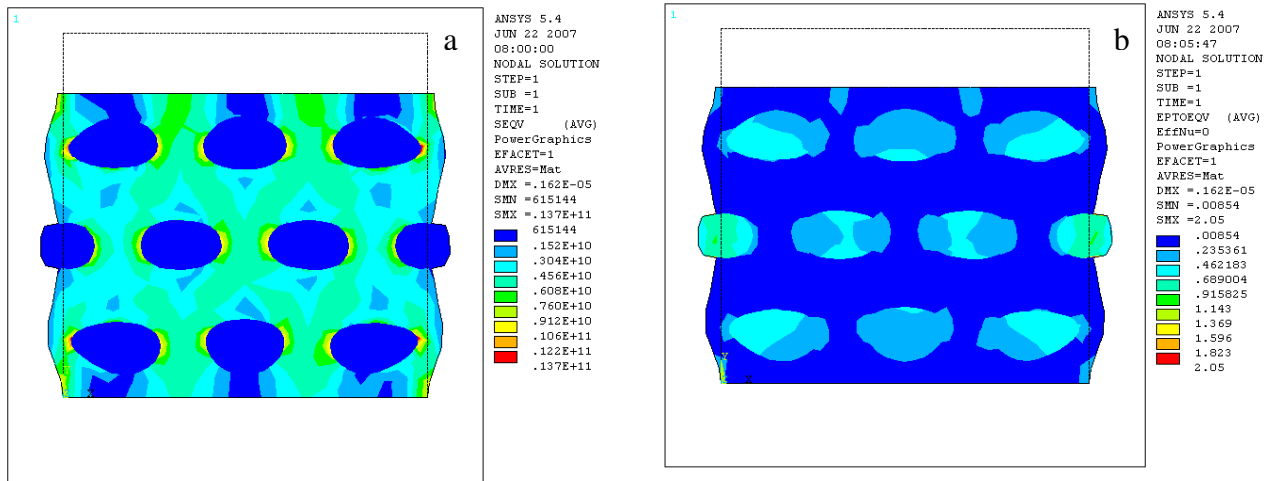 1
a
ANSYS 5.4
JUN 22 2007
08:00:00
NODAL SOLUTION
STEP=1
SUB =1
TIME=1
SEQV (AVG)
PowerGraphics
EFACET=1
AVRES=Mat
DMX =.162E-05
SMN =615144
SMX =.137E+11
615144
.152E+10
.304E+10
.456E+10
.608E+10
.760E+10
.912E+10
.106E+11
.122E+11
.137E+11
X
1
b
ANSYS 5.4
JUN 22 2007
08:05:47
NODAL SOLUTION
STEP=1
SUB =1
TIME=1
EPTOEQV (AVG)
EffNu=0
PowerGraphics
EFACET=1
AVRES=Mat
DMX =.162E-05
SMN =.00854
SMX =2.05
.00854
.235361
.462183
.689004
.915825
1.143
1.369
1.596
1.823
2.05
Y
X